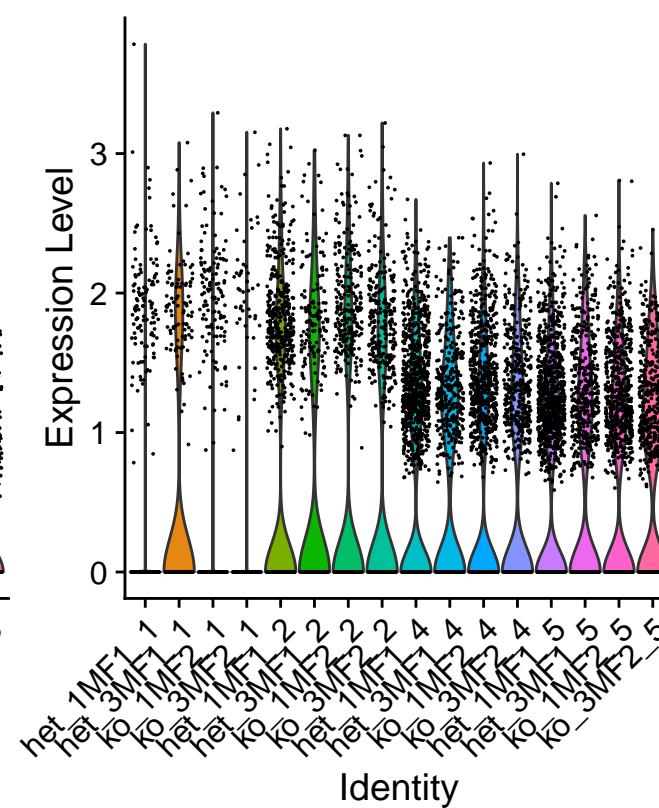 Expression Level
3
2
1
0
het_1MF1_1
het_3MF1_1
ko_1MF2_1
ko_3MF2_1
het_1MF1_2
het_3MF1_2
ko_1MF2_2
ko_3MF2_2
het_1MF1_4
het_3MF1_4
ko_1MF2_4
ko_3MF2_4
het_1MF1_5
het_3MF1_5
ko_1MF2_5
ko_3MF2_5
Identity